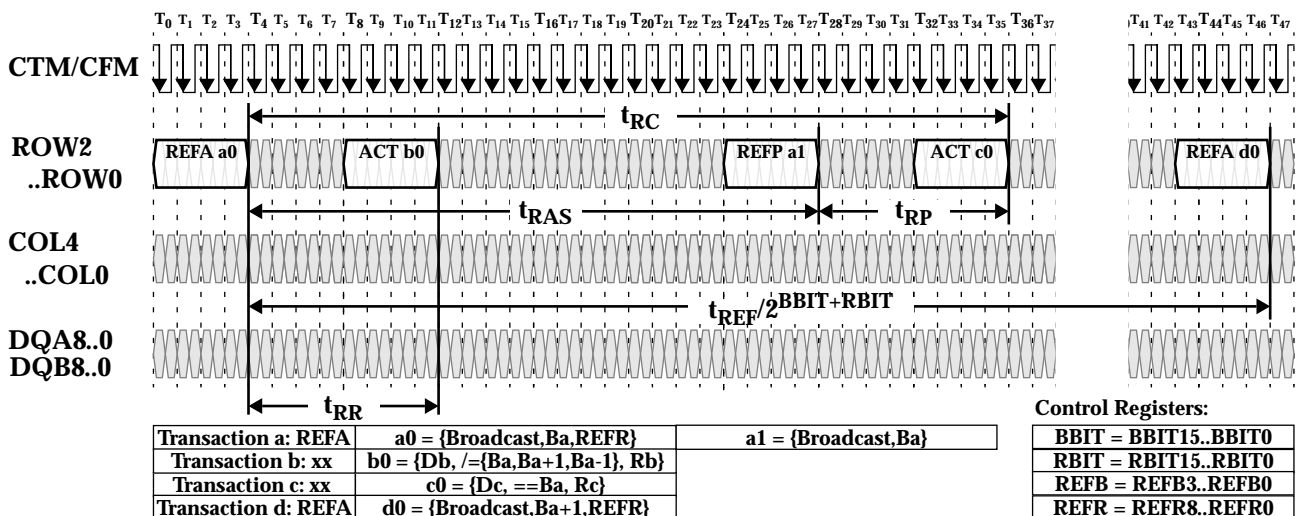 T0 T1 T2 T3 T4 T5 T6 T7 T8 T9 T10 T11 T12 T13 T14 T15 T16 T17 T18 T19 T20 T21 T22 T23 T24 T25 T26 T27 T28 T29 T30 T31 T32 T33 T34 T35 T36 T37 T41 T42 T43 T44 T45 T46 T47
CTM/CFM
tRC
ROW2
..ROW0
REFA a0 ACT b0 REFP a1 ACT c0 REFA d0
tRAS tRP
COL4
..COL0
tREF/2^BBIT+RBIT
DQA8..0
DQB8..0
tRR
Transaction a: REFA a0 = {Broadcast,Ba,REFR} a1 = {Broadcast,Ba}
Transaction b: xx b0 = {Db, /={Ba,Ba+1,Ba-1}, Rb}
Transaction c: xx c0 = {Dc, ==Ba, Rc}
Transaction d: REFA d0 = {Broadcast,Ba+1,REFR}
Control Registers:
BBIT = BBIT15..BBIT0
RBIT = RBIT15..RBIT0
REFB = REFB3..REFB0
REFR = REFR8..REFR0